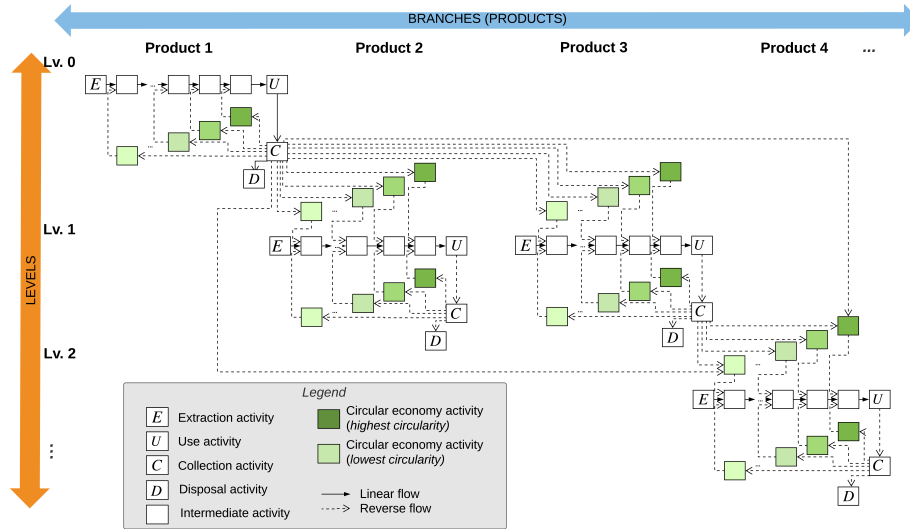 BRANCHES (PRODUCTS)
Product 1
Product 2
Product 3
Product 4
...
Lv. 0
E
...
U
...
C
D
LEVELS
Lv. 1
...
E
...
U
...
C
D
...
E
...
U
...
C
D
Lv. 2
...
E
...
U
...
C
D
...
Legend
E Extraction activity
U Use activity
C Collection activity
D Disposal activity
Intermediate activity
Circular economy activity
(highest circularity)
Circular economy activity
(lowest circularity)
Linear flow
Reverse flow